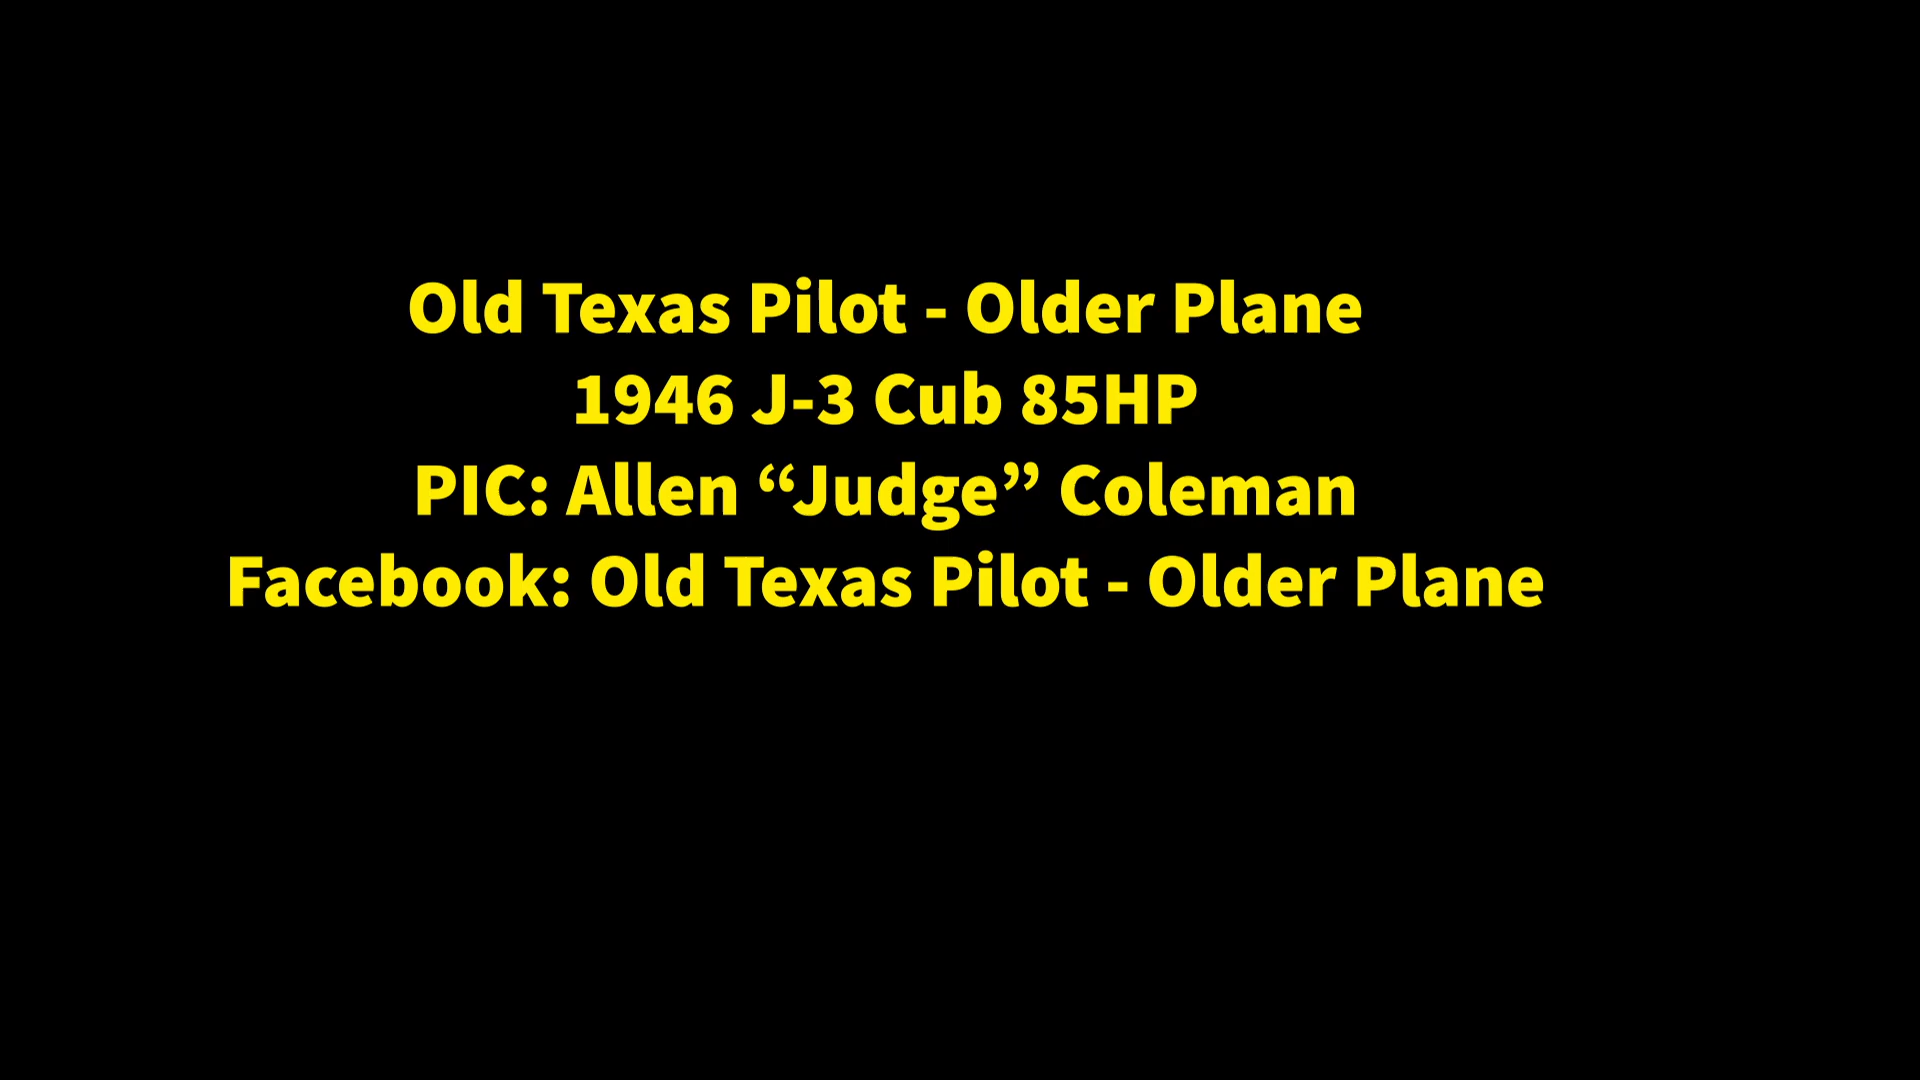 Old Texas Pilot - Older Plane
1946 J-3 Cub 85HP
PIC: Allen “Judge” Coleman
Facebook: Old Texas Pilot - Older Plane